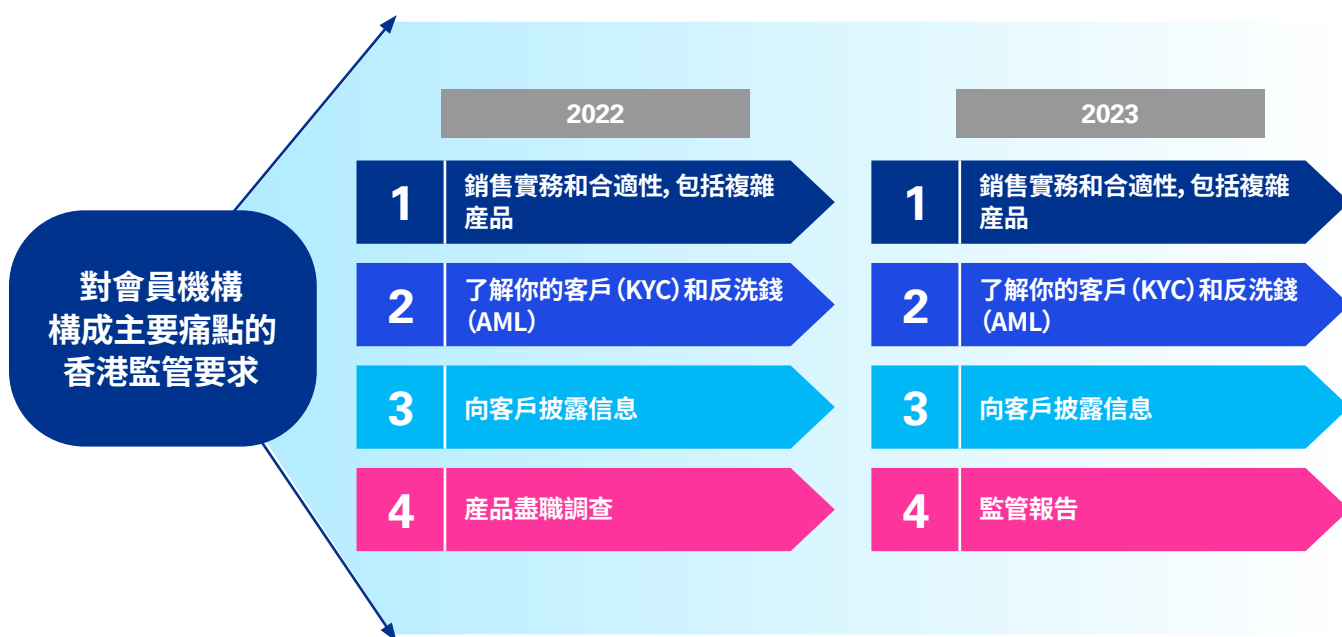 對會員機構
構成主要痛點的
香港監管要求
2022
1
銷售實務和合適性, 包括複雜
産品
2
了解你的客戶（KYC）和反洗錢
（AML）
3
向客戶披露信息
4
産品盡職調查
2023
1
銷售實務和合適性, 包括複雜
産品
2
了解你的客戶（KYC）和反洗錢
（AML）
3
向客戶披露信息
4
監管報告